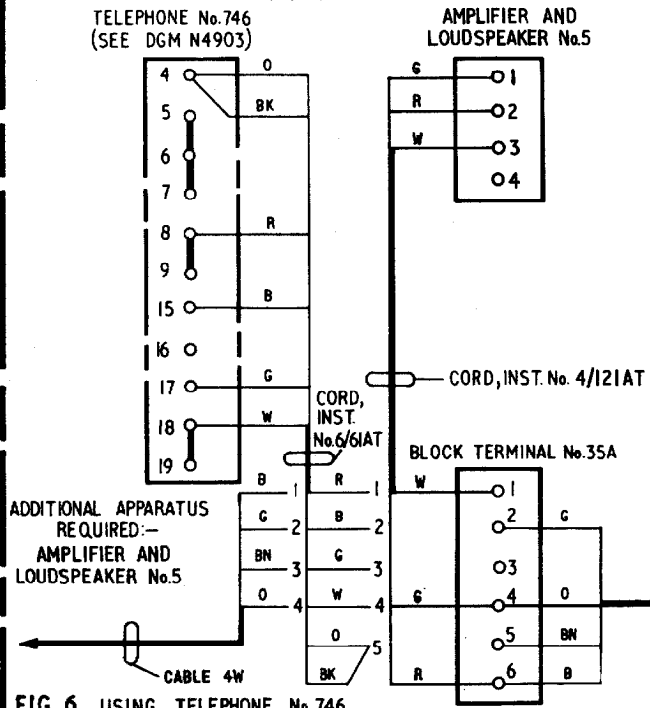 TELEPHONE No.746
(SEE DGM N4903)
4
O
BK
5
6
7
8
R
9
15
B
16
17
G
18
W
19
AMPLIFIER AND
LOUDSPEAKER No.5
G
1
R
2
W
3
4
CORD, INST. No. 4/121AT
CORD,
INST.
No.6/61AT
BLOCK TERMINAL No.35A
ADDITIONAL APPARATUS
REQUIRED:–
AMPLIFIER AND
LOUDSPEAKER No.5
B 1 R 1 W 1
G 2 B 2 2 G
BN 3 G 3 3
O 4 W 4 G 4 O
O 5 5 BN
BK R 6 B
CABLE 4W
FIG 6 USING TELEPHONE No 746